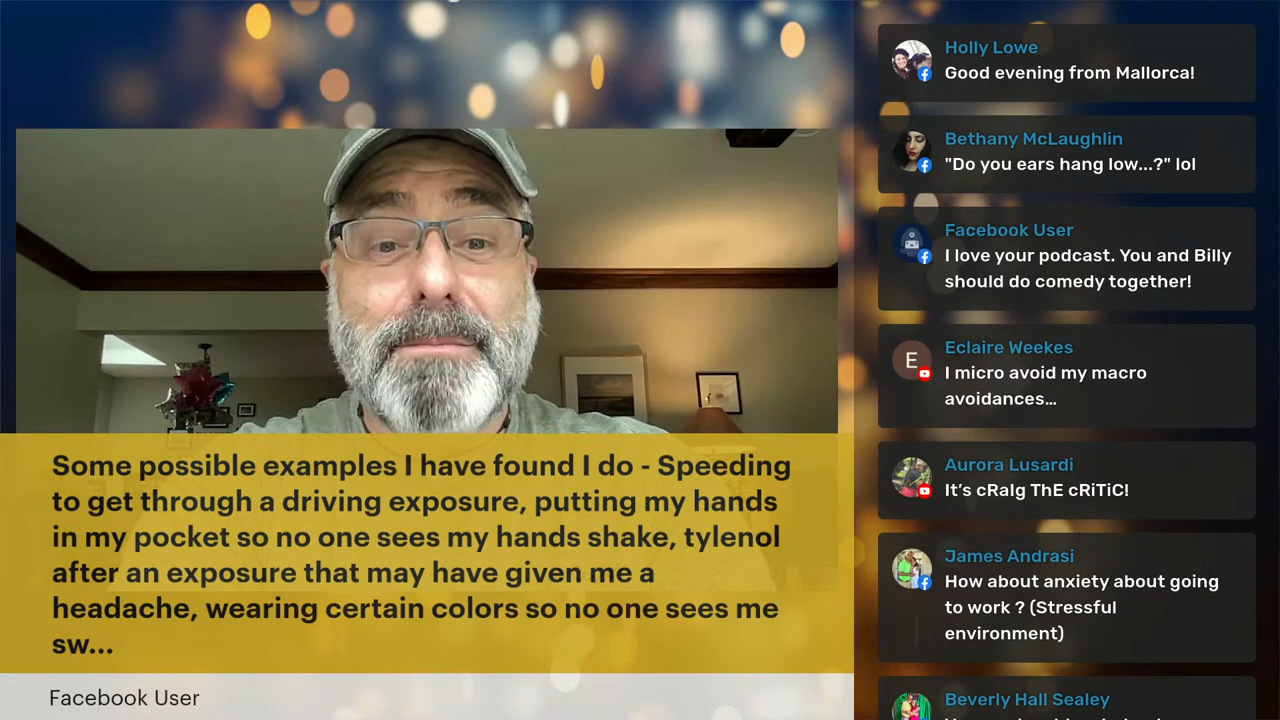 Some possible examples I have found I do - Speeding
to get through a driving exposure, putting my hands
in my pocket so no one sees my hands shake, tylenol
after an exposure that may have given me a
headache, wearing certain colors so no one sees me
sw...
Facebook User
Holly Lowe
Good evening from Mallorca!
Bethany McLaughlin
"Do you ears hang low...?" lol
Facebook User
I love your podcast. You and Billy
should do comedy together!
E
Eclaire Weekes
I micro avoid my macro
avoidances...
Aurora Lusardi
It’s cRaIg ThE cRiTiC!
James Andrasi
How about anxiety about going
to work ? (Stressful
environment)
Beverly Hall Sealey